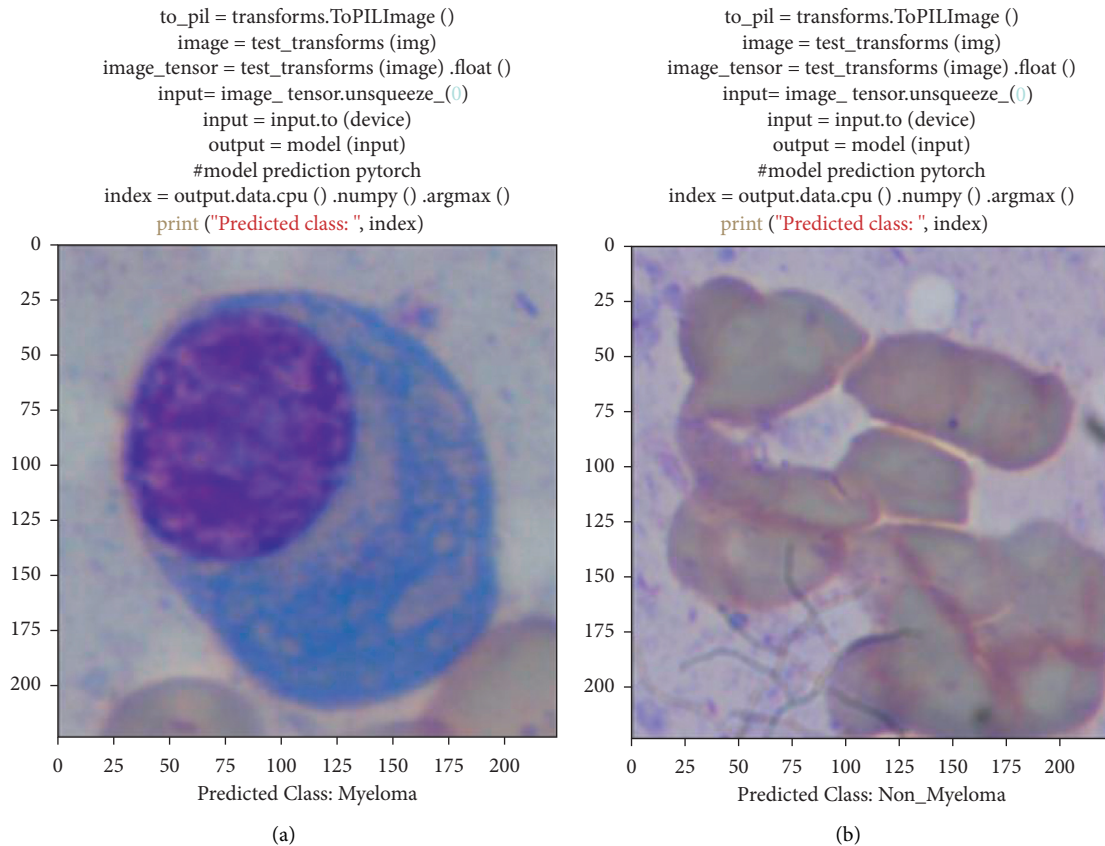 to_pil = transforms.ToPILImage ()
image = test_transforms (img)
image_tensor = test_transforms (image) .float ()
input= image_ tensor.unsqueeze_(0)
input = input.to (device)
output = model (input)
#model prediction pytorch
index = output.data.cpu () .numpy () .argmax ()
print ("Predicted class: ", index)
0
25
50
75
100
125
150
175
200
0 25 50 75 100 125 150 175 200
Predicted Class: Myeloma
(a)
to_pil = transforms.ToPILImage ()
image = test_transforms (img)
image_tensor = test_transforms (image) .float ()
input= image_ tensor.unsqueeze_(0)
input = input.to (device)
output = model (input)
#model prediction pytorch
index = output.data.cpu () .numpy () .argmax ()
print ("Predicted class: ", index)
0
25
50
75
100
125
150
175
200
0 25 50 75 100 125 150 175 200
Predicted Class: Non_Myeloma
(b)